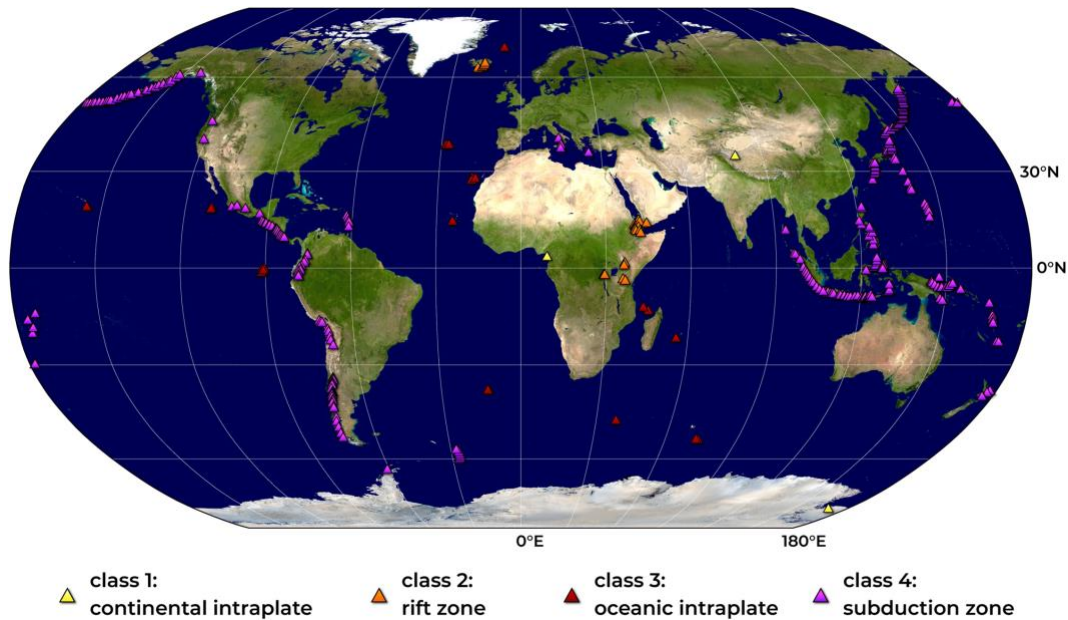 30°N
0°N
0°E
180°E
class 1:
continental intraplate
class 2:
rift zone
class 3:
oceanic intraplate
class 4:
subduction zone